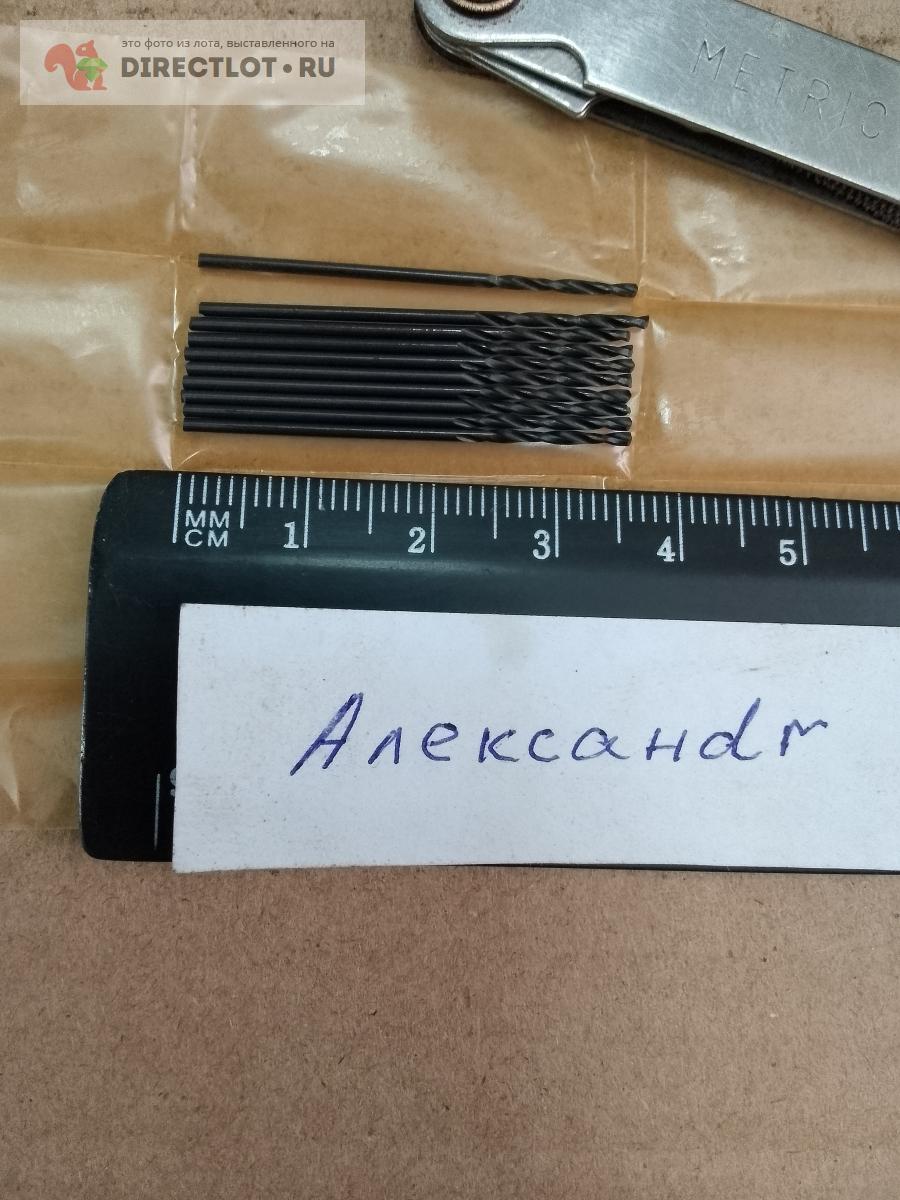 это фото из лота, выставленного на
DIRECTLOT•RU
METRIC
MM
CM
1 2 3 4 5
Александr